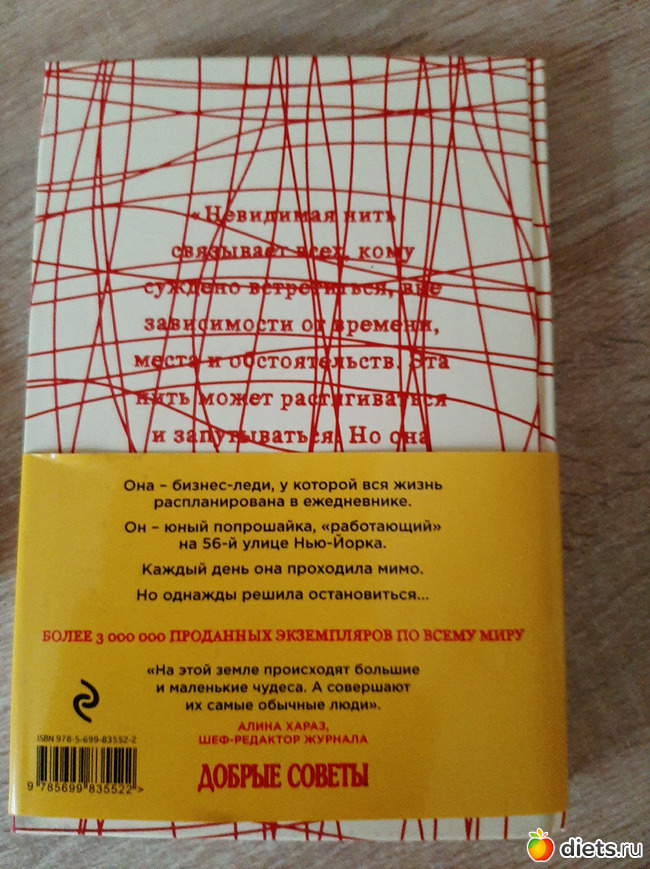 «Невидимая нить
связывает всех, кому
суждено встретиться, вне
зависимости от времени,
места и обстоятельств. Эта
нить может растягиваться
и запутываться. Но она
Она – бизнес-леди, у которой вся жизнь
распланирована в ежедневнике.
Он – юный попрошайка, «работающий»
на 56-й улице Нью-Йорка.
Каждый день она проходила мимо.
Но однажды решила остановиться...
БОЛЕЕ 3 000 000 ПРОДАННЫХ ЭКЗЕМПЛЯРОВ ПО ВСЕМУ МИРУ
«На этой земле происходят большие
и маленькие чудеса. А совершают
их самые обычные люди».
АЛИНА ХАРАЗ,
ШЕФ-РЕДАКТОР ЖУРНАЛА
ДОБРЫЕ СОВЕТЫ
ISBN 978-5-699-83552-2
9 785699 835522 >
diets.ru